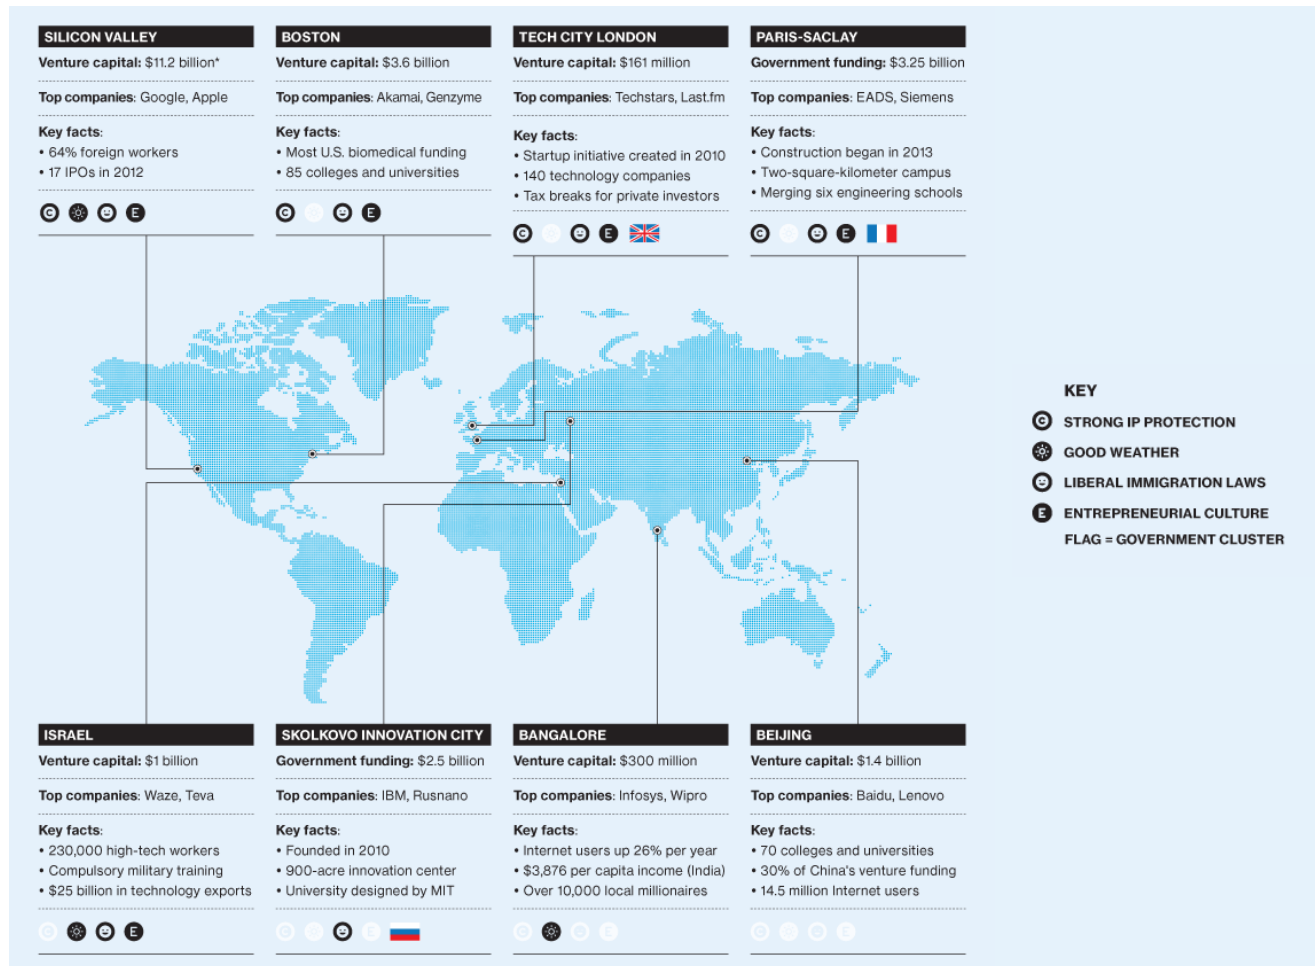 SILICON VALLEY
Venture capital: $11.2 billion*
Top companies: Google, Apple
Key facts:
• 64% foreign workers
• 17 IPOs in 2012
C E
BOSTON
Venture capital: $3.6 billion
Top companies: Akamai, Genzyme
Key facts:
• Most U.S. biomedical funding
• 85 colleges and universities
C E
TECH CITY LONDON
Venture capital: $161 million
Top companies: Techstars, Last.fm
Key facts:
• Startup initiative created in 2010
• 140 technology companies
• Tax breaks for private investors
C E
PARIS-SACLAY
Government funding: $3.25 billion
Top companies: EADS, Siemens
Key facts:
• Construction began in 2013
• Two-square-kilometer campus
• Merging six engineering schools
C E
KEY
C STRONG IP PROTECTION
GOOD WEATHER
LIBERAL IMMIGRATION LAWS
E ENTREPRENEURIAL CULTURE
FLAG = GOVERNMENT CLUSTER
ISRAEL
Venture capital: $1 billion
Top companies: Waze, Teva
Key facts:
• 230,000 high-tech workers
• Compulsory military training
• $25 billion in technology exports
C E
SKOLKOVO INNOVATION CITY
Government funding: $2.5 billion
Top companies: IBM, Rusnano
Key facts:
• Founded in 2010
• 900-acre innovation center
• University designed by MIT
C E
BANGALORE
Venture capital: $300 million
Top companies: Infosys, Wipro
Key facts:
• Internet users up 26% per year
• $3,876 per capita income (India)
• Over 10,000 local millionaires
C E
BEIJING
Venture capital: $1.4 billion
Top companies: Baidu, Lenovo
Key facts:
• 70 colleges and universities
• 30% of China's venture funding
• 14.5 million Internet users
C E